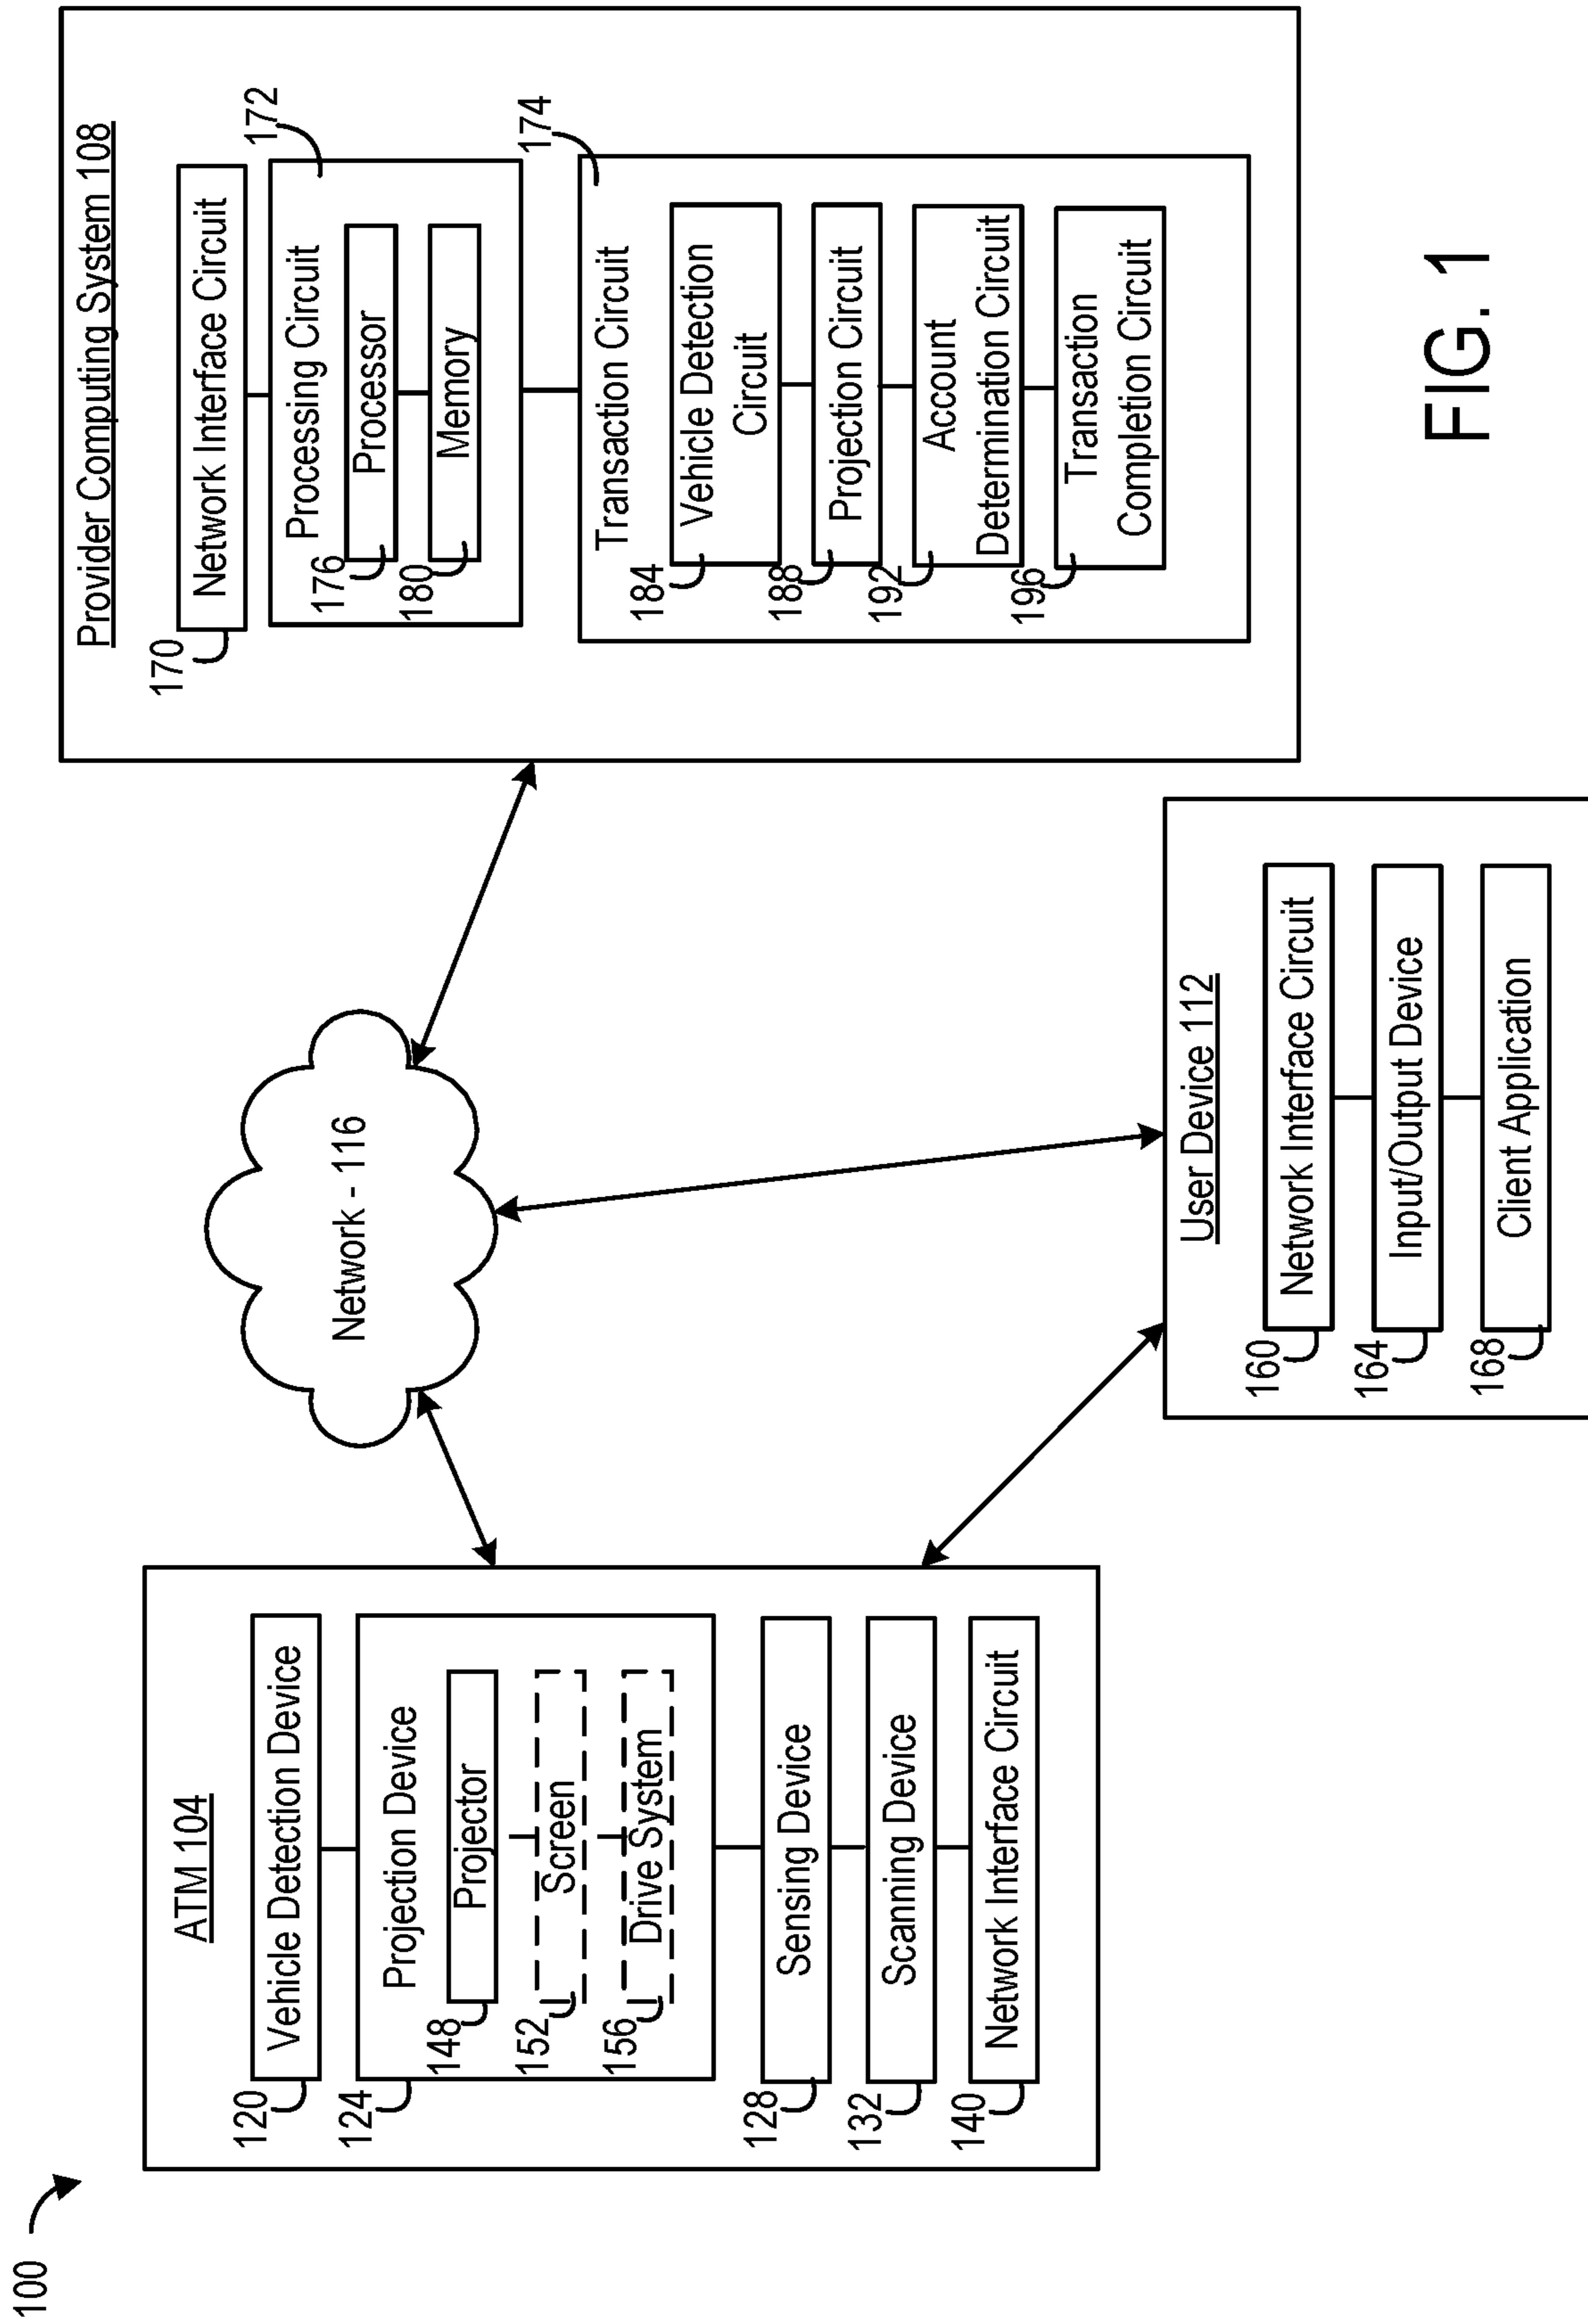 100
ATM 104
120
Vehicle Detection Device
124
Projection Device
148
Projector
152
Screen
156
Drive System
128
Sensing Device
132
Scanning Device
140
Network Interface Circuit
Network - 116
User Device 112
160
Network Interface Circuit
164
Input/Output Device
168
Client Application
Provider Computing System 108
170
Network Interface Circuit
172
Processing Circuit
176
Processor
180
Memory
174
Transaction Circuit
184
Vehicle Detection
Circuit
188
Projection Circuit
192
Account
Determination Circuit
196
Transaction
Completion Circuit
FIG. 1